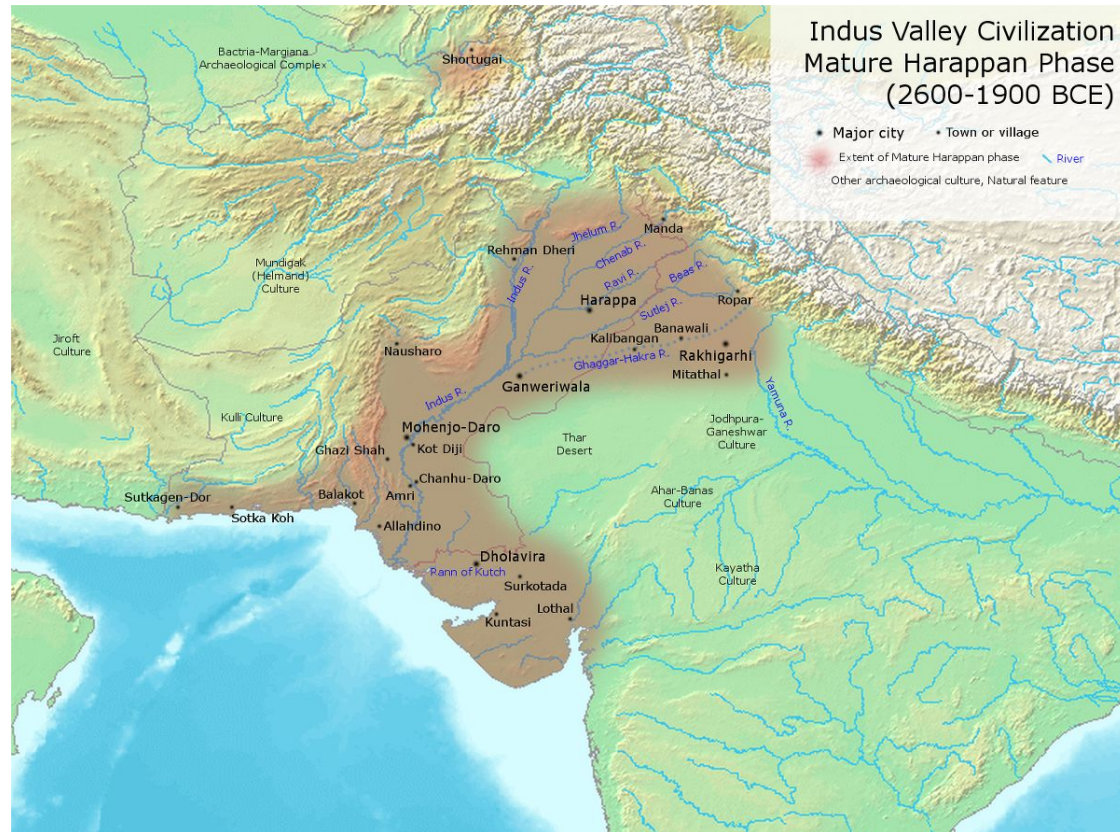 Indus Valley Civilization
Mature Harappan Phase
(2600-1900 BCE)
Major city
Town or village
Extent of Mature Harappan phase
River
Other archaeological culture, Natural feature
Bactria-Margiana
Archaeological Complex
Shortugai
Manda
Jhelum R.
Rehman Dheri
Chenab R.
Mundigak
(Helmand)
Culture
Indus R.
Ravi R.
Beas R.
Harappa
Ropar
Sutlej R.
Banawali
Jiroft
Culture
Nausharo
Kalibangan
Rakhigarhi
Ghaggar-Hakra R.
Mitathal
Ganweriwala
Indus R.
Yamuna R.
Kulli Culture
Mohenjo-Daro
Jodhpura-
Ganeshwar
Culture
Thar
Desert
Kot Diji
Ghazi Shah
Chanhu-Daro
Sutkagen-Dor
Balakot
Amri
Ahar-Banas
Culture
Sotka Koh
Allahdino
Dholavira
Rann of Kutch
Kayatha
Culture
Surkotada
Lothal
Kuntasi